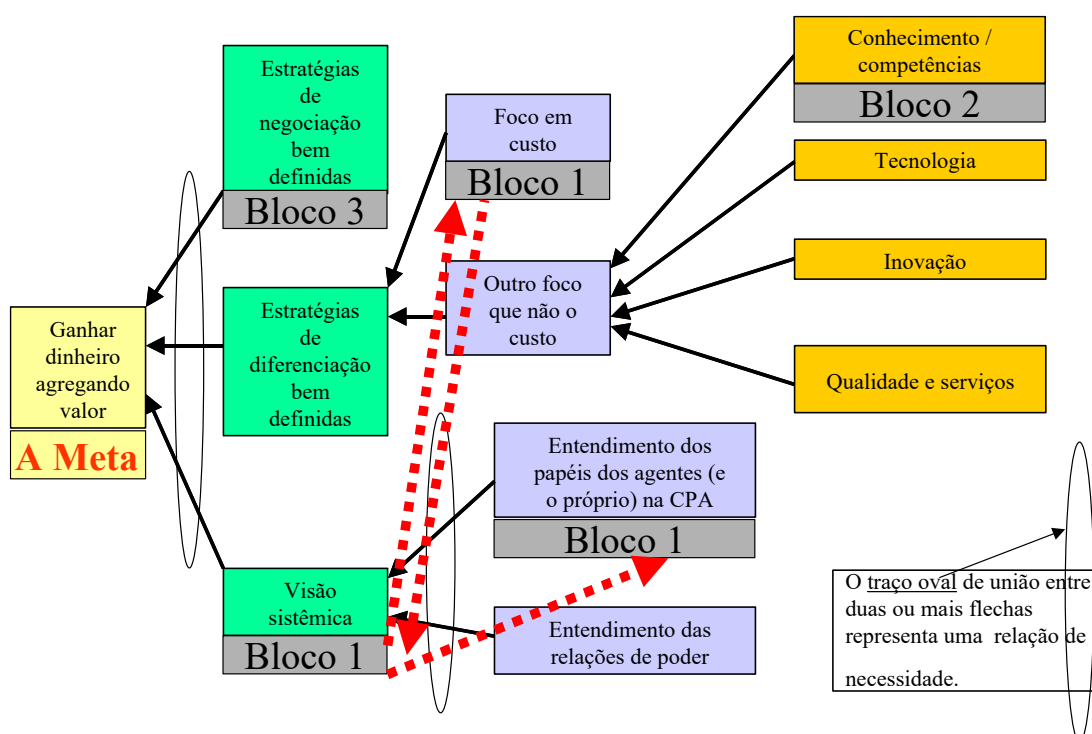 Estratégias
de
negociação
bem
definidas
Bloco 3
Foco em
custo
Bloco 1
Conhecimento /
competências
Bloco 2
Tecnologia
Inovação
Qualidade e serviços
Outro foco
que não o
custo
Estratégias
de
diferenciação
bem
definidas
Ganhar
dinheiro
agregando
valor
A Meta
Entendimento dos
papéis dos agentes (e
o próprio) na CPA
Bloco 1
Visão
sistêmica
Bloco 1
Entendimento das
relações de poder
O traço oval de união entre
duas ou mais flechas
representa uma relação de
necessidade.